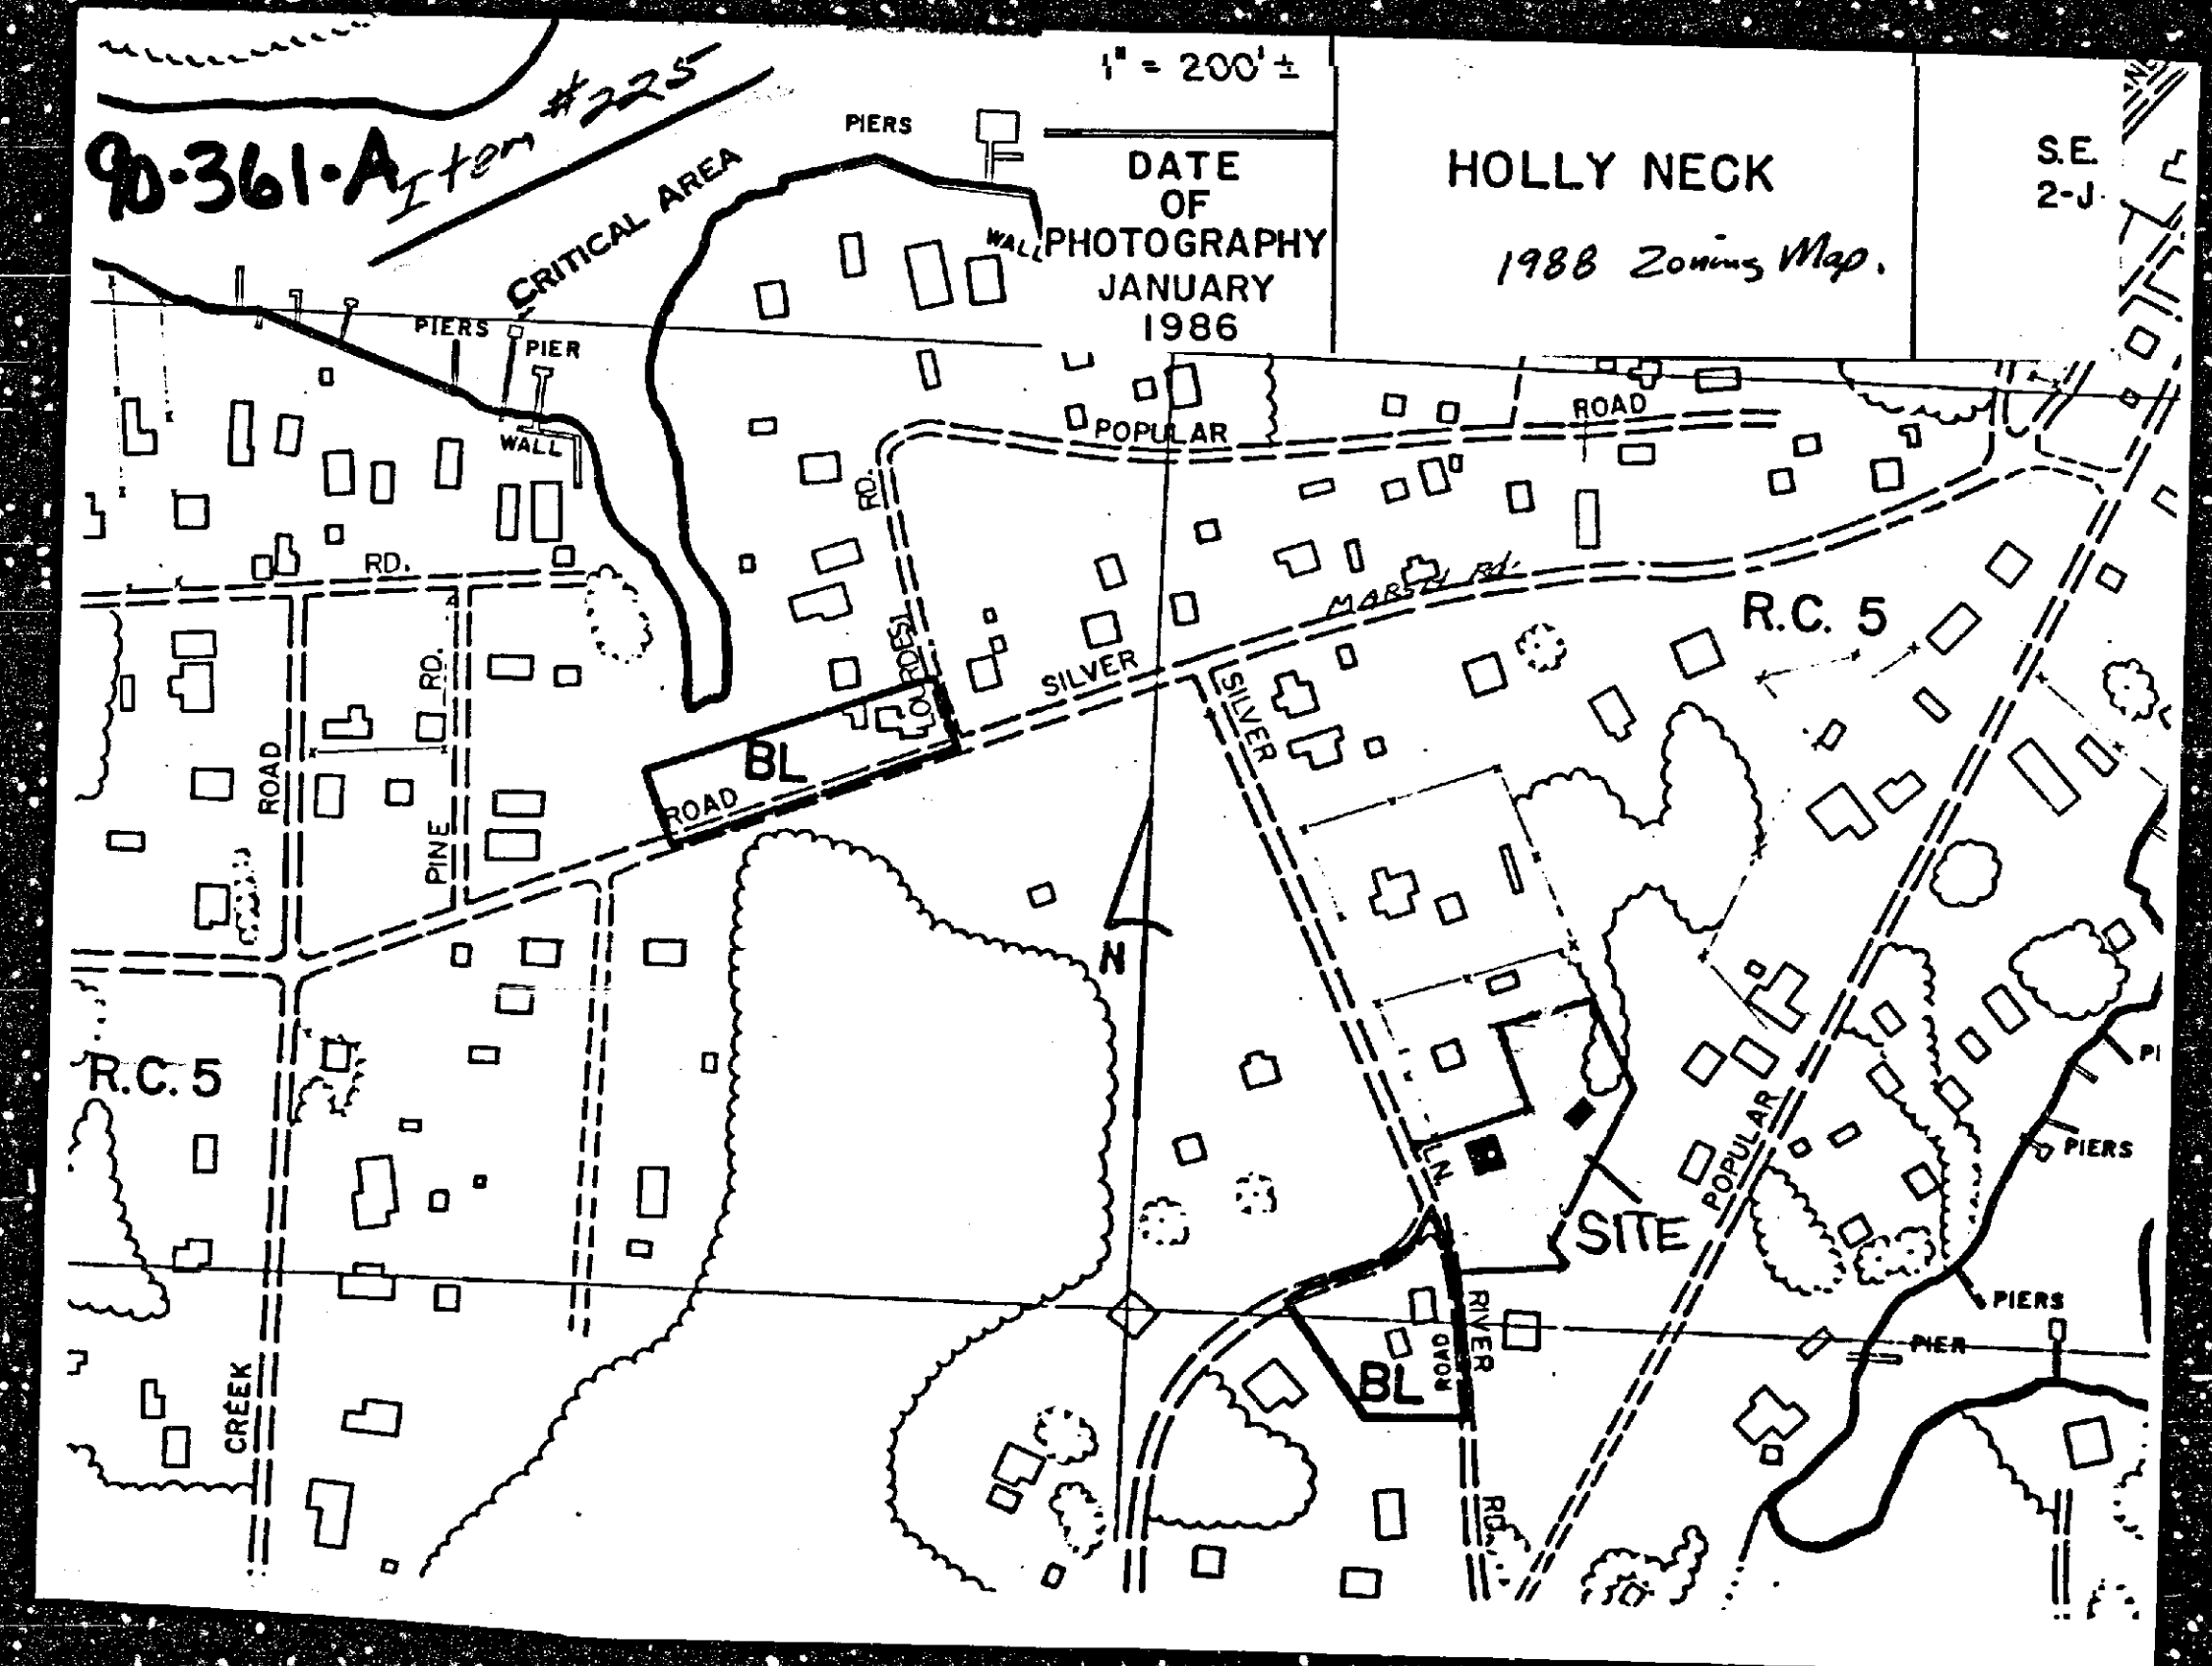 90-361-A
Item #225
CRITICAL AREA
1" = 200' ±
DATE
OF
PHOTOGRAPHY
JANUARY
1986
HOLLY NECK
1988 Zoning Map.
S.E.
2-J
PIERS
WALL
PIERS
PIER
WALL
POPULAR
ROAD
RD.
RD.
MARSH Rd.
R.C. 5
LOURDES
SILVER
RD.
SILVER
BL
ROAD
ROAD
PINE
N
R.C. 5
PIERS
LN.
POPULAR
SITE
PIERS
RIVER
PIER
ROAD
BL
CREEK
RD.